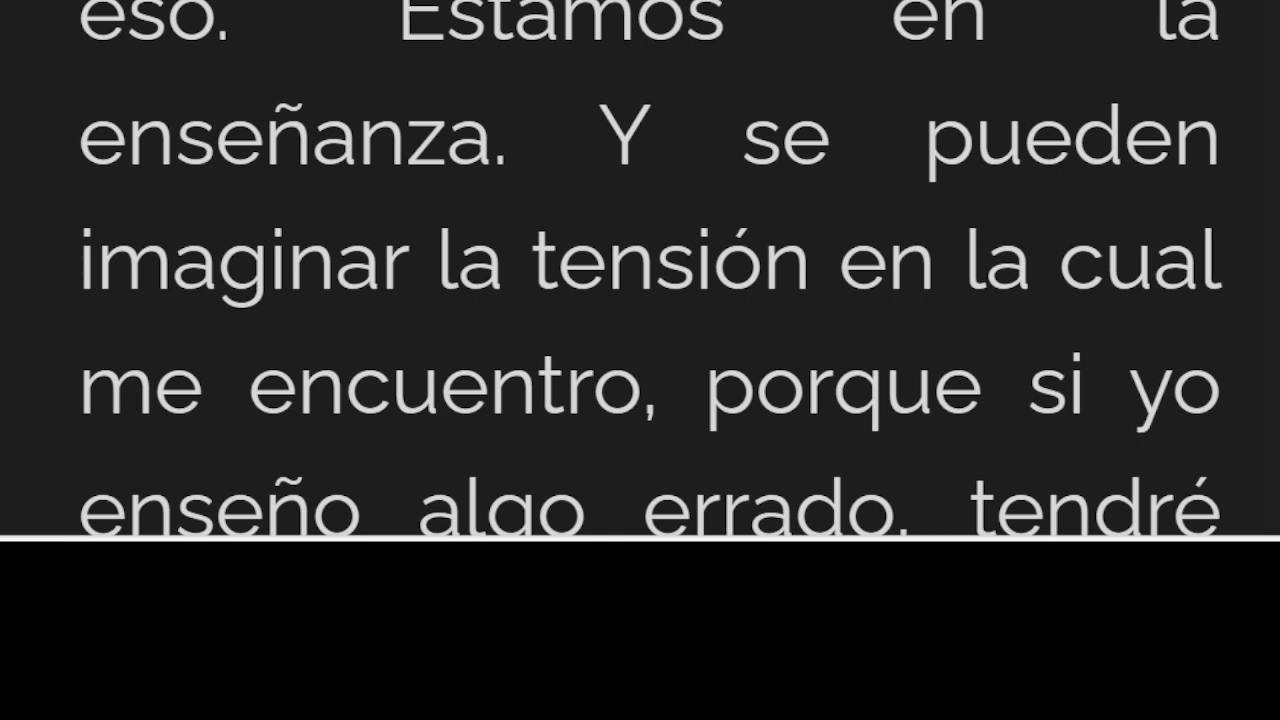 eso. Estamos en la
enseñanza. Y se pueden
imaginar la tensión en la cual
me encuentro, porque si yo
enseño algo errado, tendré